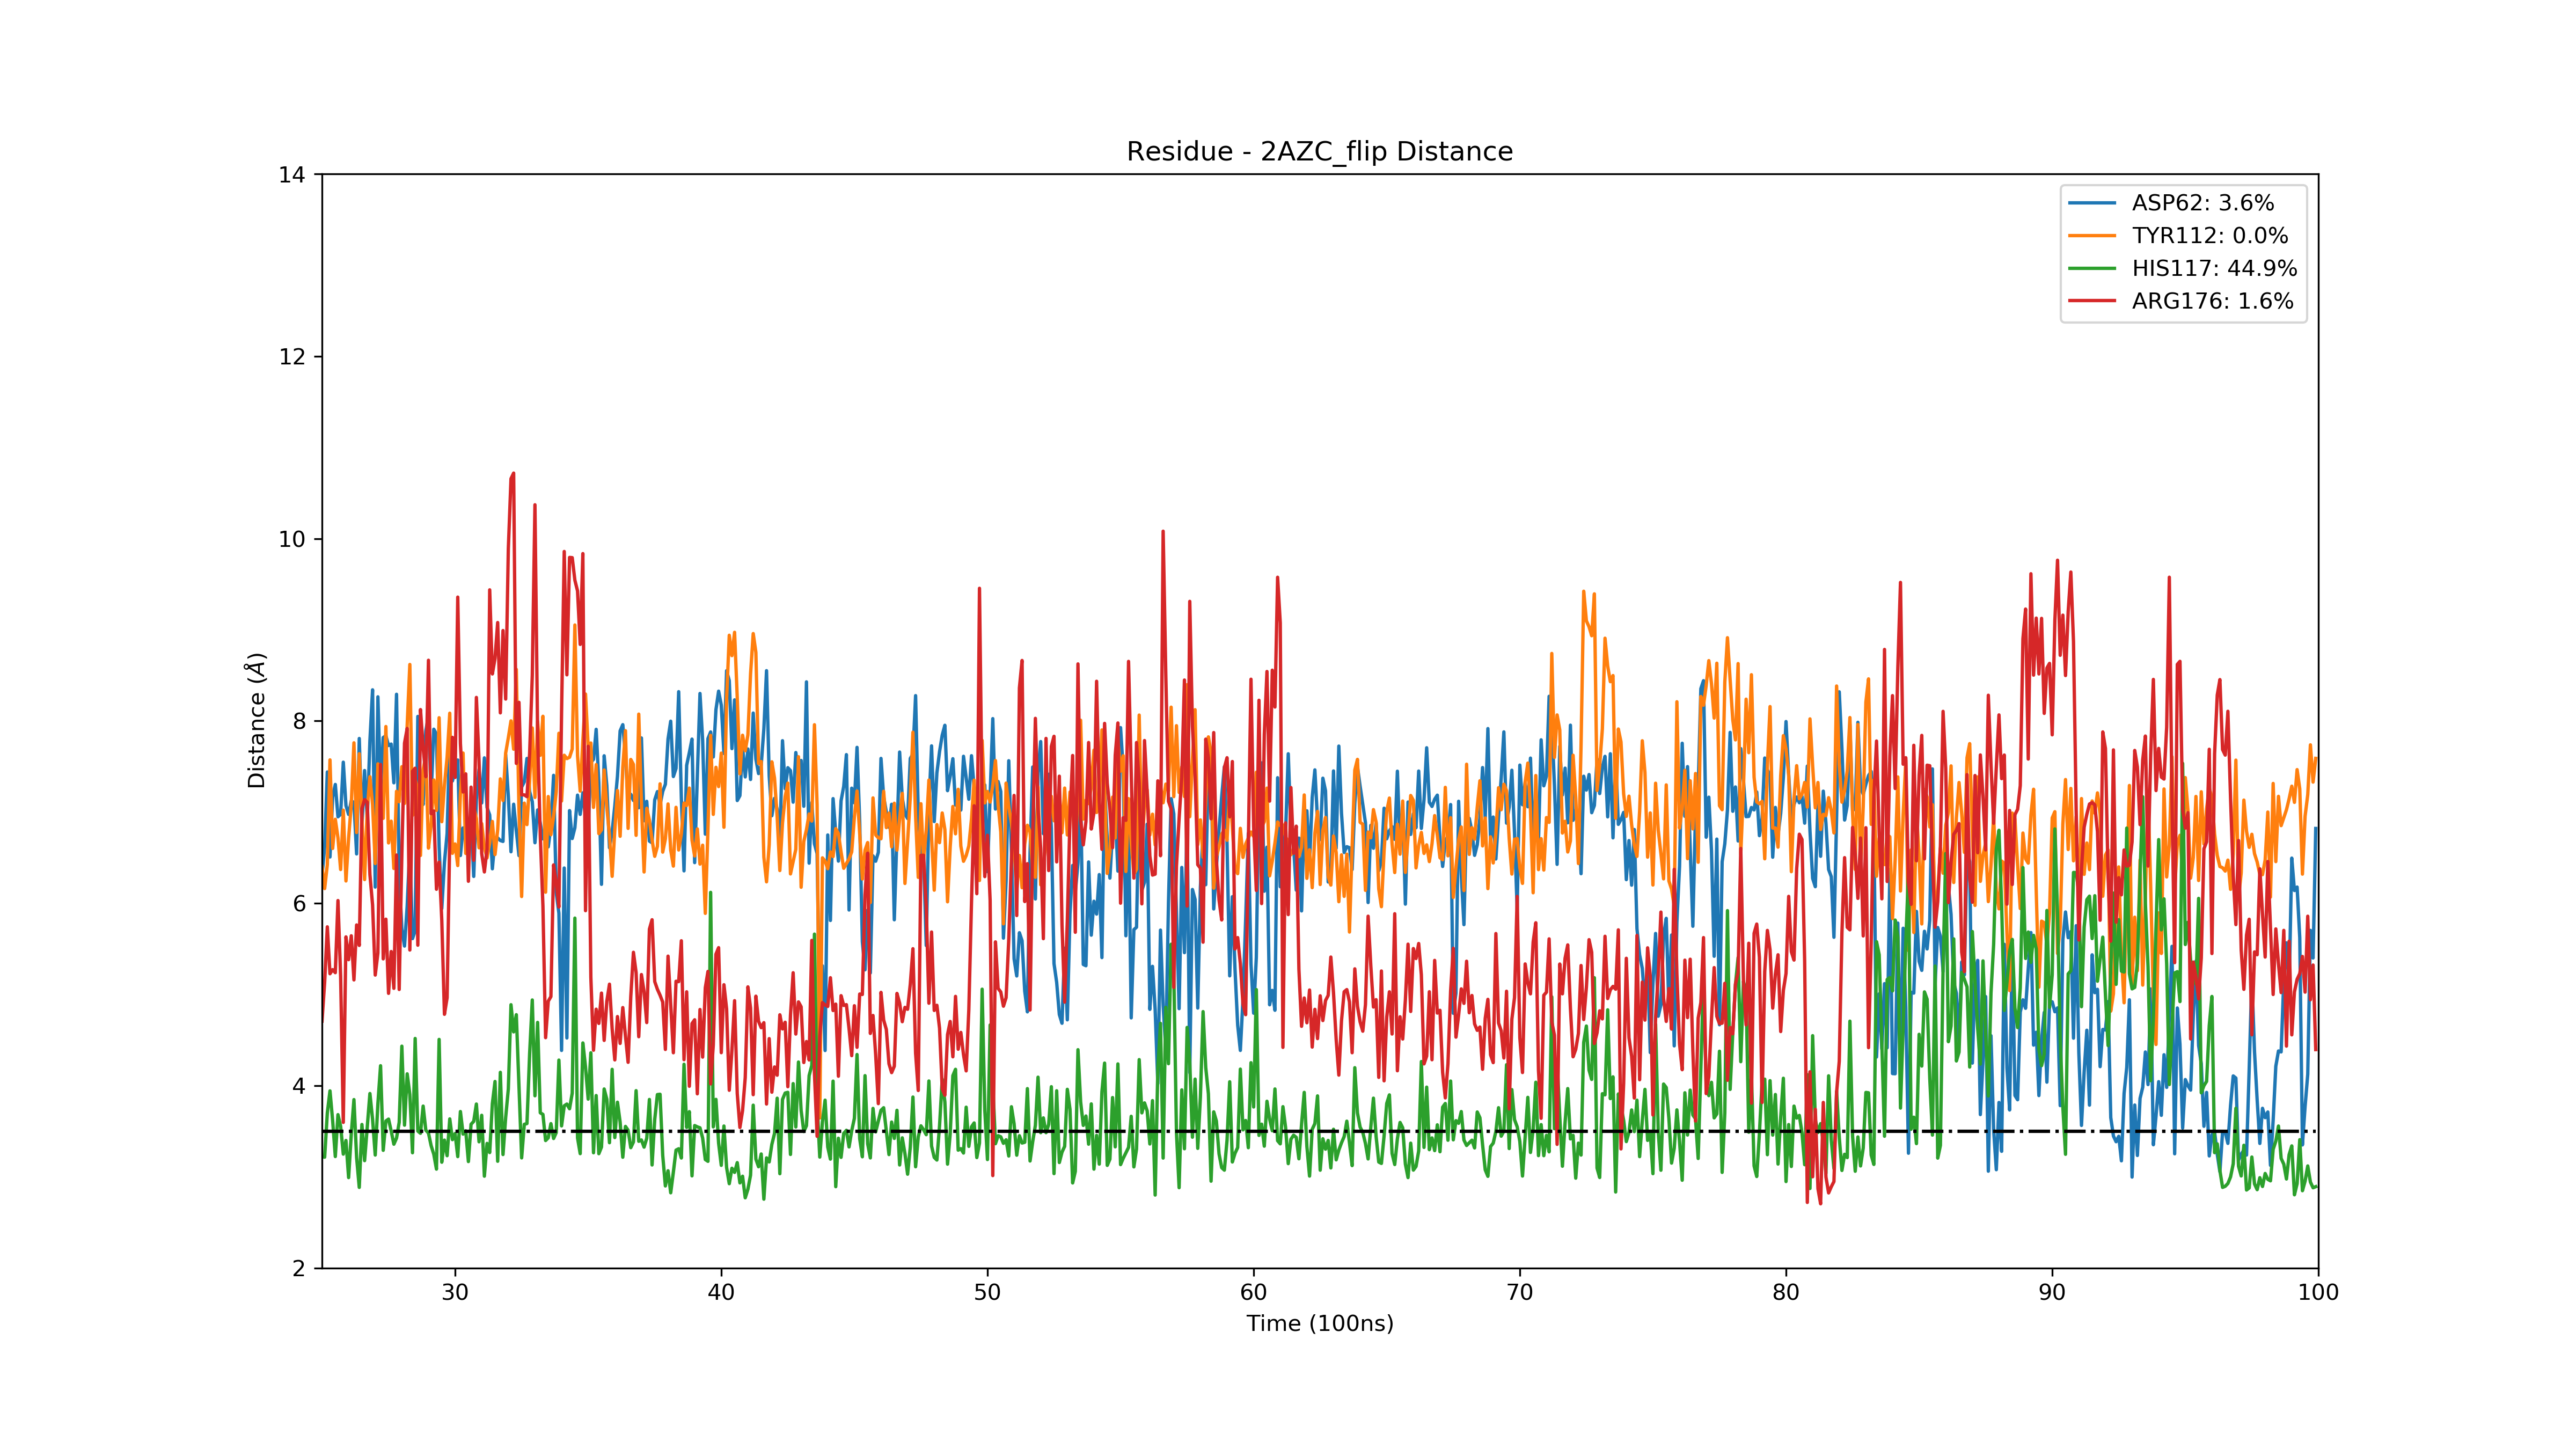 Residue - 2AZC_flip Distance
14
12
10
8
6
4
2
Distance (Å)
ASP62: 3.6%
TYR112: 0.0%
HIS117: 44.9%
ARG176: 1.6%
30 40 50 60 70 80 90 100
Time (100ns)